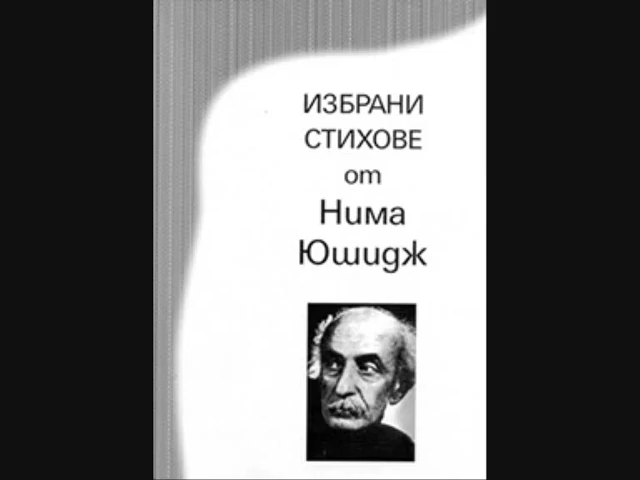 ИЗБРАНИ
СТИХОВЕ
от
Нима
Юшидж